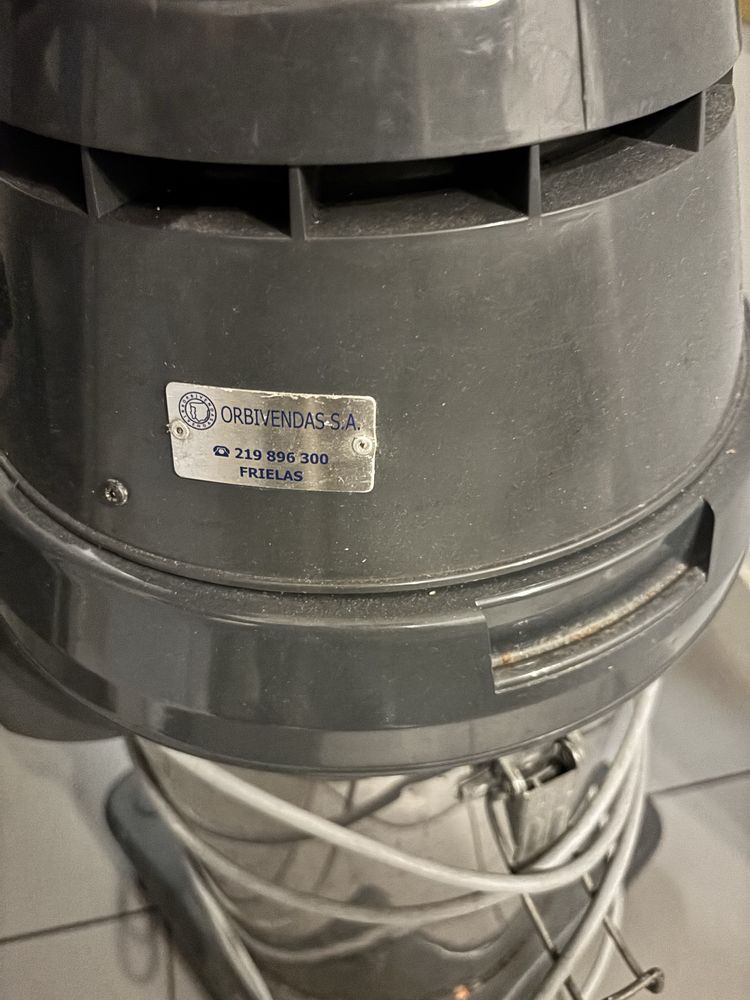 ORBIVENDAS S.A.
☎ 219 896 300
FRIELAS